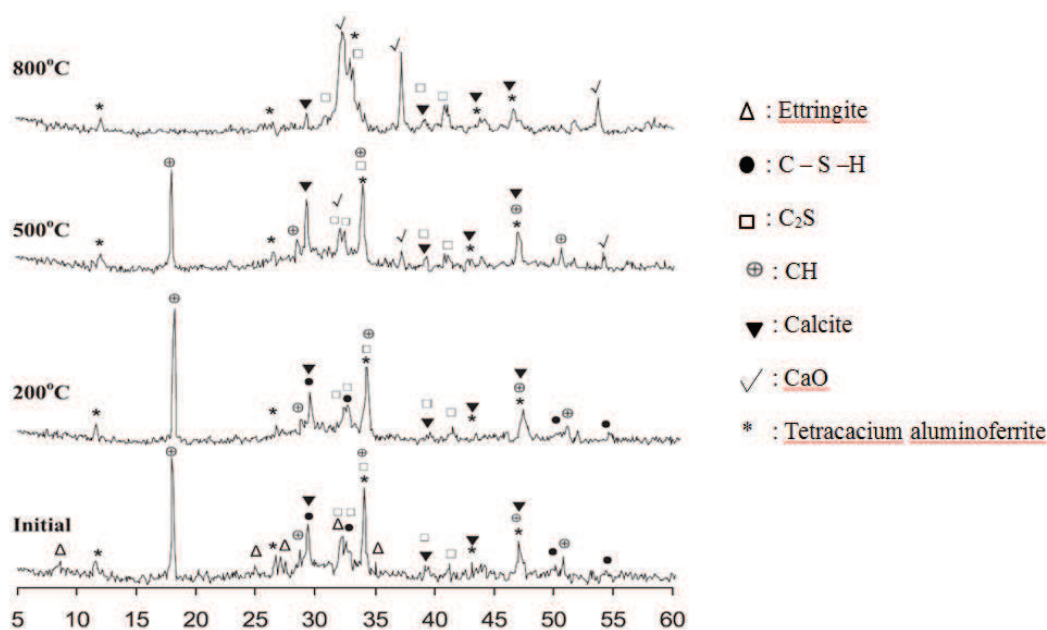 800°C
500°C
200°C
Initial
5 10 15 20 25 30 35 40 45 50 55 60
: Ettringite
: C – S –H
: C₂S
: CH
: Calcite
: CaO
* : Tetracacium aluminoferrite